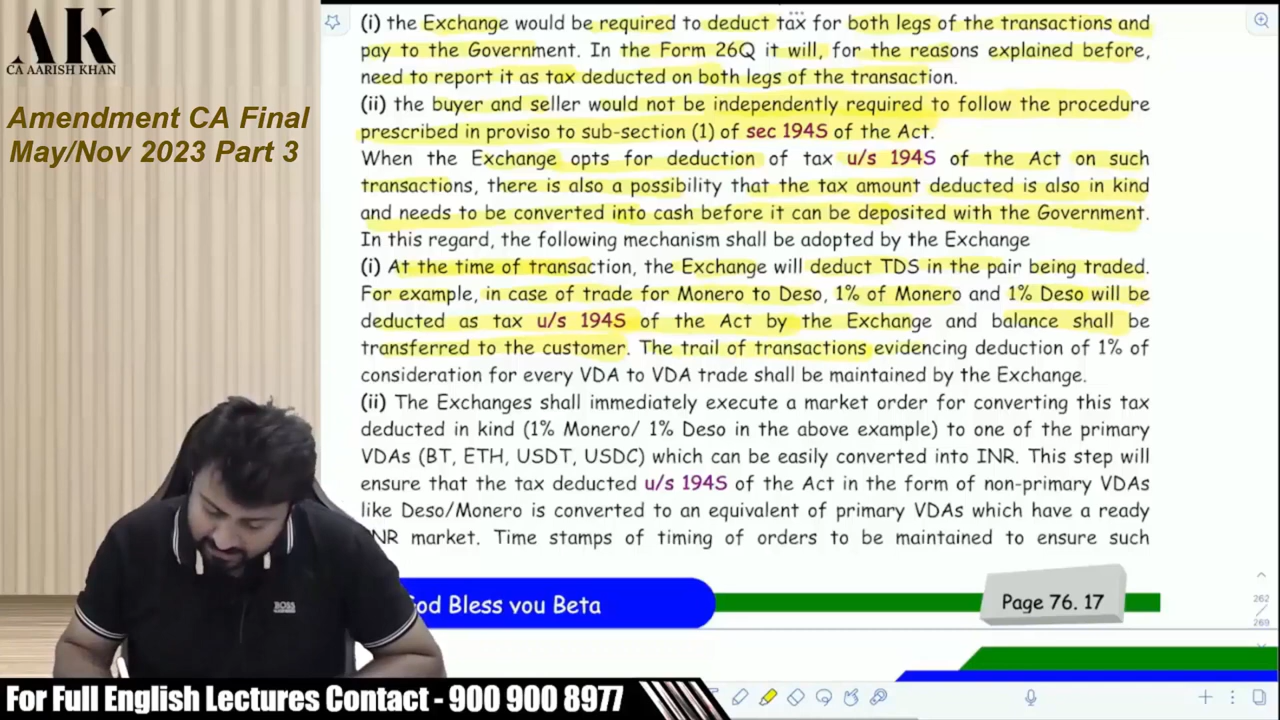 AK
CA AARISH KHAN
Amendment CA Final
May/Nov 2023 Part 3
(i) the Exchange would be required to deduct tax for both legs of the transactions and
pay to the Government. In the Form 26Q it will, for the reasons explained before,
need to report it as tax deducted on both legs of the transaction.
(ii) the buyer and seller would not be independently required to follow the procedure
prescribed in proviso to sub-section (1) of sec 194S of the Act.
When the Exchange opts for deduction of tax u/s 194S of the Act on such
transactions, there is also a possibility that the tax amount deducted is also in kind
and needs to be converted into cash before it can be deposited with the Government.
In this regard, the following mechanism shall be adopted by the Exchange
(i) At the time of transaction, the Exchange will deduct TDS in the pair being traded.
For example, in case of trade for Monero to Deso, 1% of Monero and 1% Deso will be
deducted as tax u/s 194S of the Act by the Exchange and balance shall be
transferred to the customer. The trail of transactions evidencing deduction of 1% of
consideration for every VDA to VDA trade shall be maintained by the Exchange.
(ii) The Exchanges shall immediately execute a market order for converting this tax
deducted in kind (1% Monero/ 1% Deso in the above example) to one of the primary
VDAs (BT, ETH, USDT, USDC) which can be easily converted into INR. This step will
ensure that the tax deducted u/s 194S of the Act in the form of non-primary VDAs
like Deso/Monero is converted to an equivalent of primary VDAs which have a ready
NR market. Time stamps of timing of orders to be maintained to ensure such
od Bless you Beta
Page 76. 17
262
/
269
BOSS
For Full English Lectures Contact - 900 900 8977